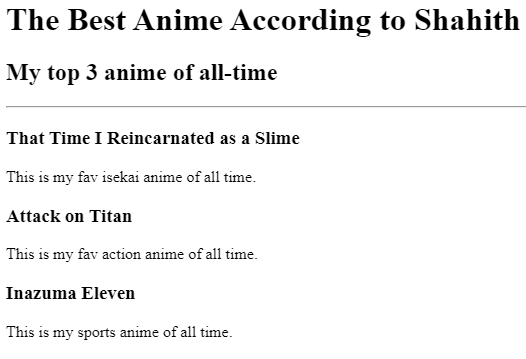 The Best Anime According to Shahith
My top 3 anime of all-time
That Time I Reincarnated as a Slime
This is my fav isekai anime of all time.
Attack on Titan
This is my fav action anime of all time.
Inazuma Eleven
This is my sports anime of all time.